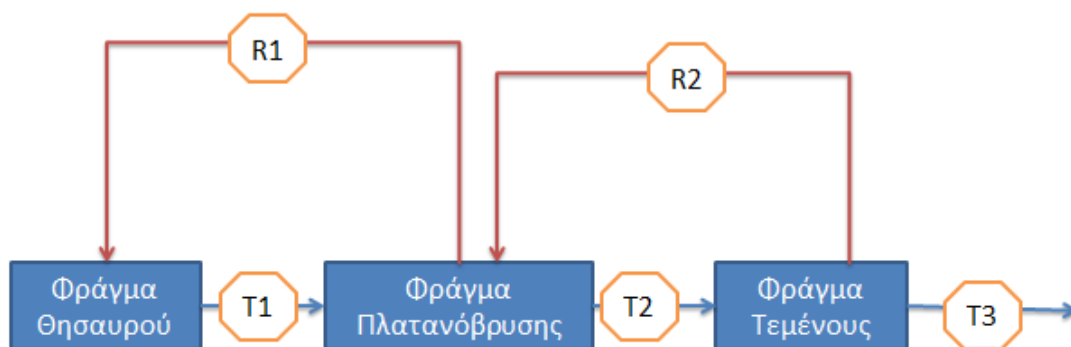 R1
R2
Φράγμα
Θησαυρού
T1
Φράγμα
Πλατανόβρυσης
T2
Φράγμα
Τεμένους
T3